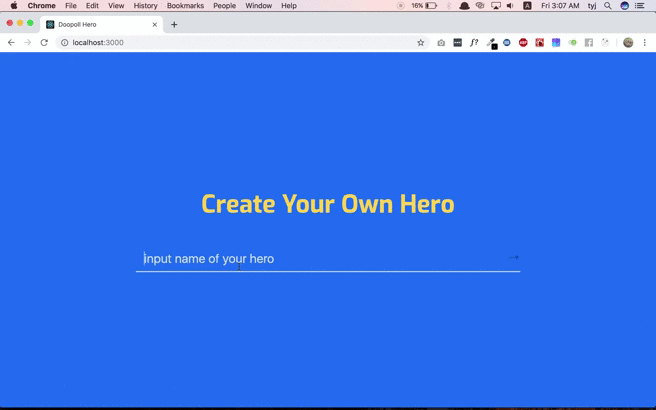 Chrome File Edit View History Bookmarks People Window Help 16% A Fri 3:07 AM tyj
Doopoll Hero
localhost:3000 f? ABP
Create Your Own Hero
input name of your hero